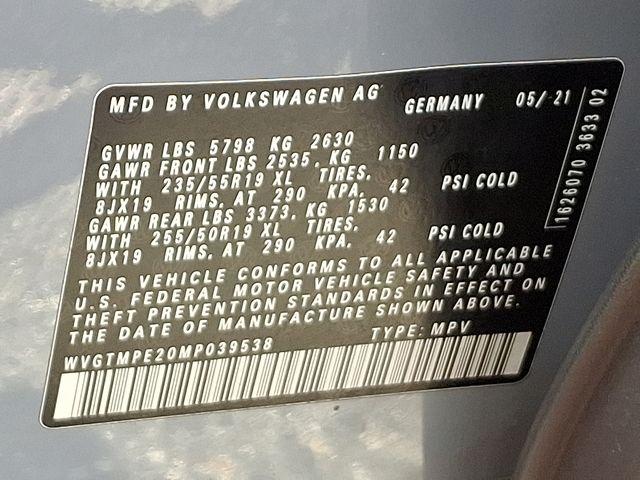 MFD BY VOLKSWAGEN AG GERMANY 05/ 21
GVWR LBS 5798 KG 2630
GAWR FRONT LBS 2535, KG 1150
WITH 235/55R19 XL TIRES,
8JX19 RIMS, AT 290 KPA, 42 PSI COLD
GAWR REAR LBS 3373, KG 1530
WITH 255/50R19 XL TIRES,
8JX19 RIMS, AT 290 KPA, 42 PSI COLD
THIS VEHICLE CONFORMS TO ALL APPLICABLE
U.S. FEDERAL MOTOR VEHICLE SAFETY AND
THEFT PREVENTION STANDARDS IN EFFECT ON
THE DATE OF MANUFACTURE SHOWN ABOVE.
WVGTMPE20MP039538 TYPE: MPV
1626070 3633 02